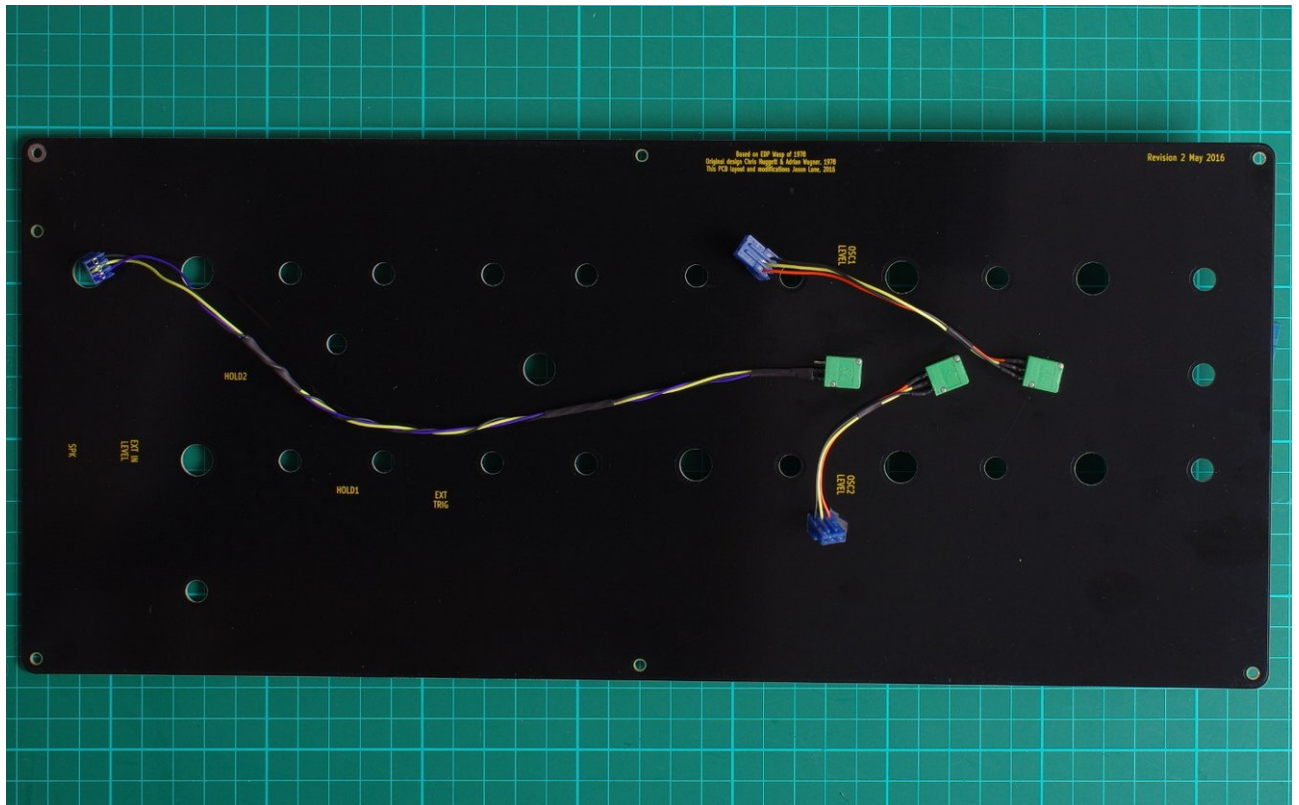 Based on EDP Wasp of 1978
Original design Chris Huggett & Adrian Wagner, 1978
This PCB layout and modifications Jason Lane, 2016
Revision 2 May 2016
OSC1
LEVEL
HOLD2
SPK
EXT IN
LEVEL
HOLD1
EXT
TRIG
OSC2
LEVEL